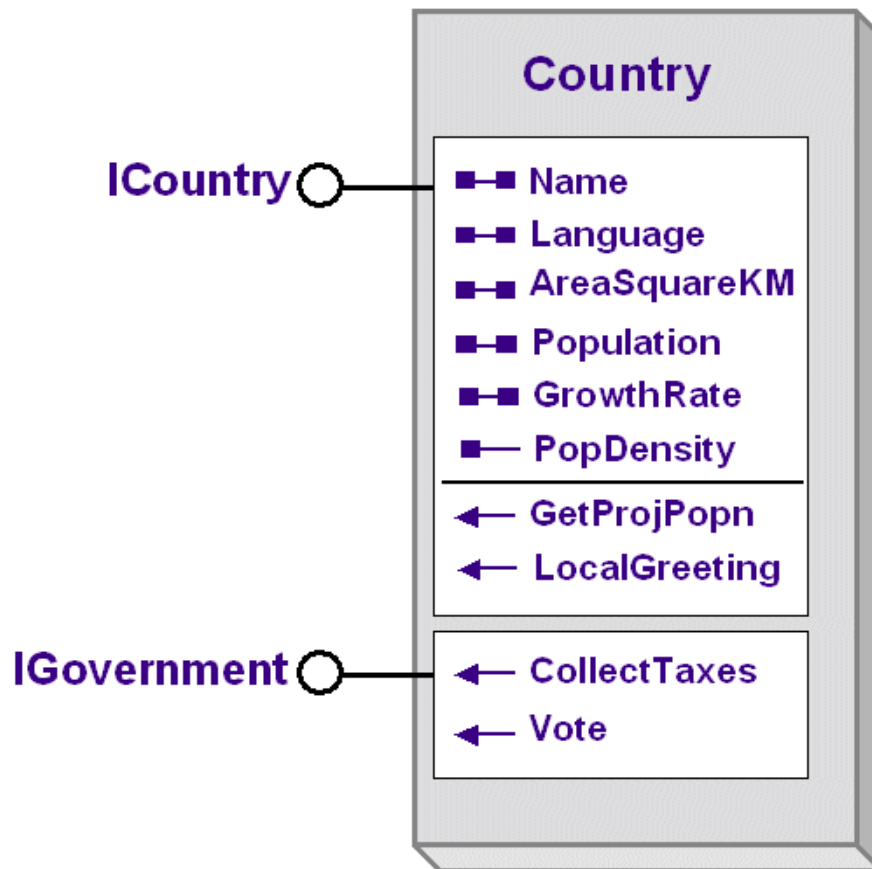 Country
ICountry
Name
Language
AreaSquareKM
Population
GrowthRate
PopDensity
GetProjPopn
LocalGreeting
IGovernment
CollectTaxes
Vote